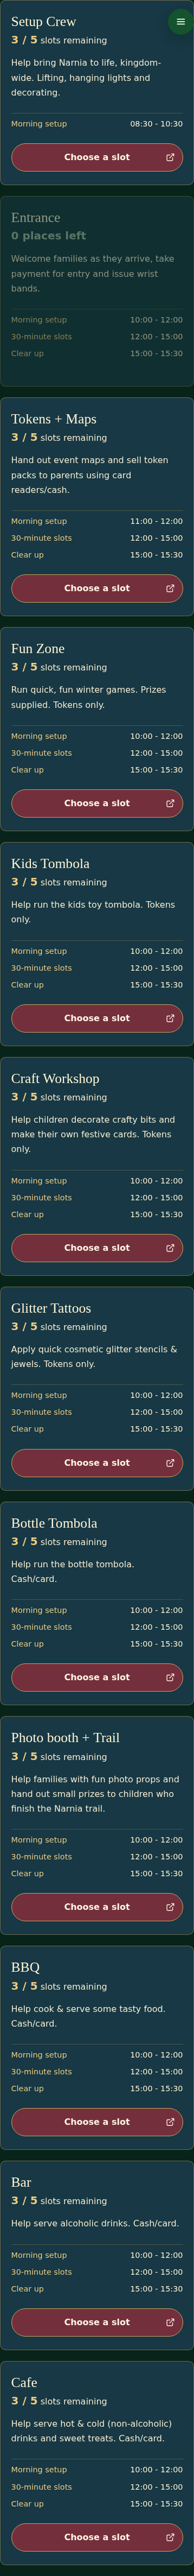 Setup Crew
3 / 5 slots remaining
Help bring Narnia to life, kingdom-
wide. Lifting, hanging lights and
decorating.
Morning setup 08:30 - 10:30
Choose a slot
Entrance
0 places left
Welcome families as they arrive, take
payment for entry and issue wrist
bands.
Morning setup 10:00 - 12:00
30-minute slots 12:00 - 15:00
Clear up 15:00 - 15:30
Tokens + Maps
3 / 5 slots remaining
Hand out event maps and sell token
packs to parents using card
readers/cash.
Morning setup 11:00 - 12:00
30-minute slots 12:00 - 15:00
Clear up 15:00 - 15:30
Choose a slot
Fun Zone
3 / 5 slots remaining
Run quick, fun winter games. Prizes
supplied. Tokens only.
Morning setup 10:00 - 12:00
30-minute slots 12:00 - 15:00
Clear up 15:00 - 15:30
Choose a slot
Kids Tombola
3 / 5 slots remaining
Help run the kids toy tombola. Tokens
only.
Morning setup 10:00 - 12:00
30-minute slots 12:00 - 15:00
Clear up 15:00 - 15:30
Choose a slot
Craft Workshop
3 / 5 slots remaining
Help children decorate crafty bits and
make their own festive cards. Tokens
only.
Morning setup 10:00 - 12:00
30-minute slots 12:00 - 15:00
Clear up 15:00 - 15:30
Choose a slot
Glitter Tattoos
3 / 5 slots remaining
Apply quick cosmetic glitter stencils &
jewels. Tokens only.
Morning setup 10:00 - 12:00
30-minute slots 12:00 - 15:00
Clear up 15:00 - 15:30
Choose a slot
Bottle Tombola
3 / 5 slots remaining
Help run the bottle tombola.
Cash/card.
Morning setup 10:00 - 12:00
30-minute slots 12:00 - 15:00
Clear up 15:00 - 15:30
Choose a slot
Photo booth + Trail
3 / 5 slots remaining
Help families with fun photo props and
hand out small prizes to children who
finish the Narnia trail.
Morning setup 10:00 - 12:00
30-minute slots 12:00 - 15:00
Clear up 15:00 - 15:30
Choose a slot
BBQ
3 / 5 slots remaining
Help cook & serve some tasty food.
Cash/card.
Morning setup 10:00 - 12:00
30-minute slots 12:00 - 15:00
Clear up 15:00 - 15:30
Choose a slot
Bar
3 / 5 slots remaining
Help serve alcoholic drinks. Cash/card.
Morning setup 10:00 - 12:00
30-minute slots 12:00 - 15:00
Clear up 15:00 - 15:30
Choose a slot
Cafe
3 / 5 slots remaining
Help serve hot & cold (non-alcoholic)
drinks and sweet treats. Cash/card.
Morning setup 10:00 - 12:00
30-minute slots 12:00 - 15:00
Clear up 15:00 - 15:30
Choose a slot